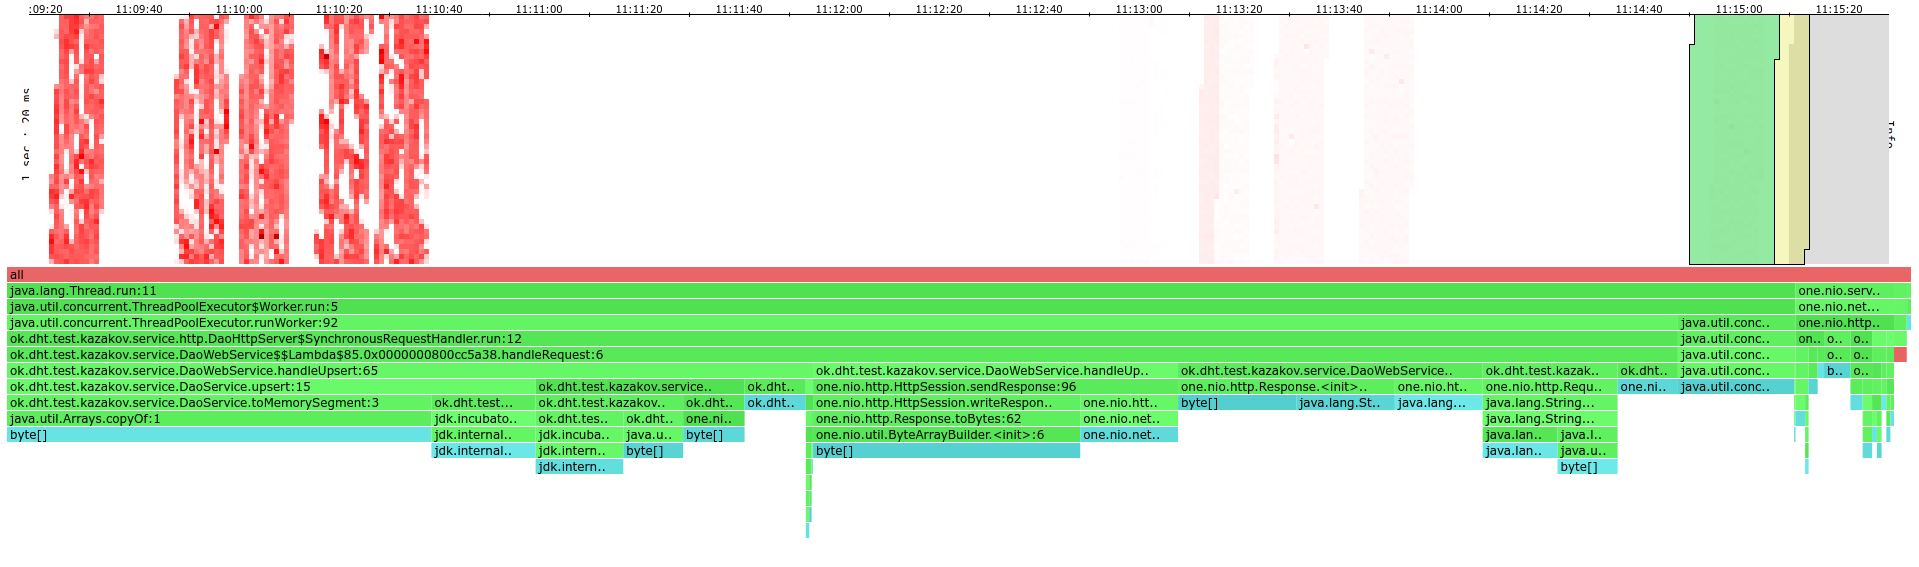 :09:20 11:09:40 11:10:00 11:10:20 11:10:40 11:11:00 11:11:20 11:11:40 11:12:00 11:12:20 11:12:40 11:13:00 11:13:20 11:13:40 11:14:00 11:14:20 11:14:40 11:15:00 11:15:20
all
java.lang.Thread.run:11 one.nio.serv..
java.util.concurrent.ThreadPoolExecutor$Worker.run:5 one.nio.net...
java.util.concurrent.ThreadPoolExecutor.runWorker:92 java.util.conc.. one.nio.http..
ok.dht.test.kazakov.service.http.DaoHttpServer$SynchronousRequestHandler.run:12 java.util.conc.. on.. o.. o..
ok.dht.test.kazakov.service.DaoWebService$$Lambda$85.0x0000000800cc5a38.handleRequest:6 java.util.conc.. o.. o..
ok.dht.test.kazakov.service.DaoWebService.handleUpsert:65 ok.dht.test.kazakov.service.DaoWebService.handleUp.. ok.dht.test.kazakov.service.DaoWebService... ok.dht.test.kazak.. ok.dht.. java.util.conc.. b.. o..
ok.dht.test.kazakov.service.DaoService.upsert:15 ok.dht.test.kazakov.service.. ok.dht.. one.nio.http.HttpSession.sendResponse:96 one.nio.http.Response.<init>.. one.nio.ht.. one.nio.http.Requ.. one.ni.. java.util.conc..
ok.dht.test.kazakov.service.DaoService.toMemorySegment:3 ok.dht.test... ok.dht.test.kazakov.. ok.dht.. ok.dht.. one.nio.http.HttpSession.writeRespon.. one.nio.htt.. byte[] java.lang.St.. java.lang... java.lang.String...
java.util.Arrays.copyOf:1 jdk.incubato.. ok.dht.tes.. ok.dht.. one.ni.. one.nio.http.Response.toBytes:62 one.nio.net.. java.lang.String...
byte[] jdk.internal.. jdk.incuba.. java.u.. byte[] one.nio.util.ByteArrayBuilder.<init>:6 one.nio.net.. java.lan.. java.l..
jdk.internal.. jdk.intern.. byte[] byte[] java.lan.. java.u..
jdk.intern.. byte[]